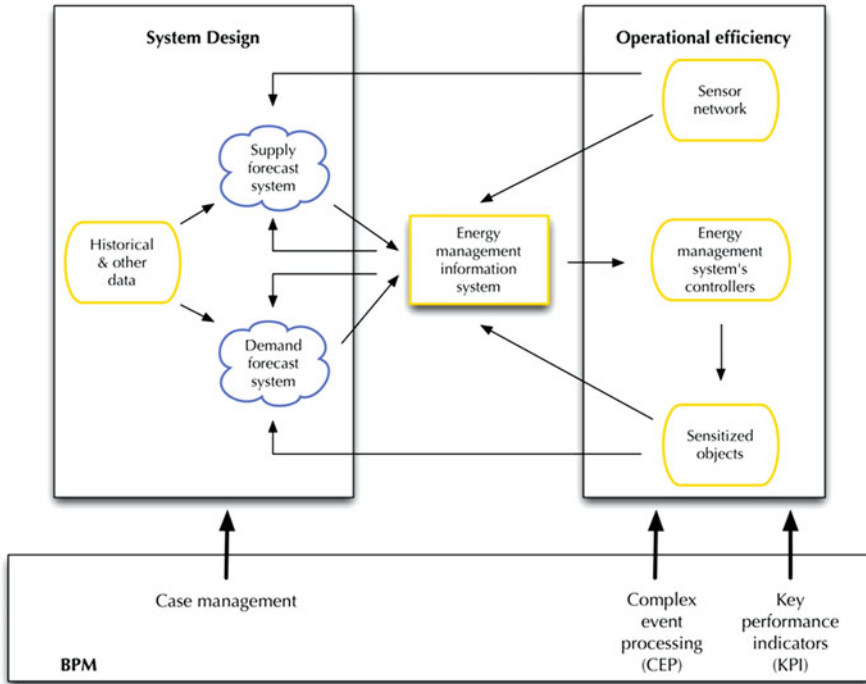 System Design
Operational efficiency
Sensor
network
Supply
forecast
system
Historical
& other
data
Energy
management
information
system
Energy
management
system's
controllers
Demand
forecast
system
Sensitized
objects
Case management
Complex
event
processing
(CEP)
Key
performance
indicators
(KPI)
BPM